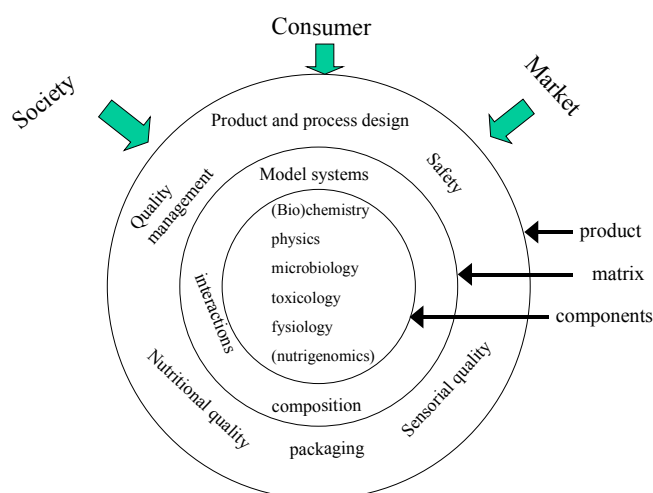 Consumer
Society
Market
Product and process design
Safety
Quality
management
Model systems
(Bio)chemistry
physics
microbiology
toxicology
fysiology
(nutrigenomics)
interactions
composition
Nutritional quality
packaging
Sensorial quality
product
matrix
components